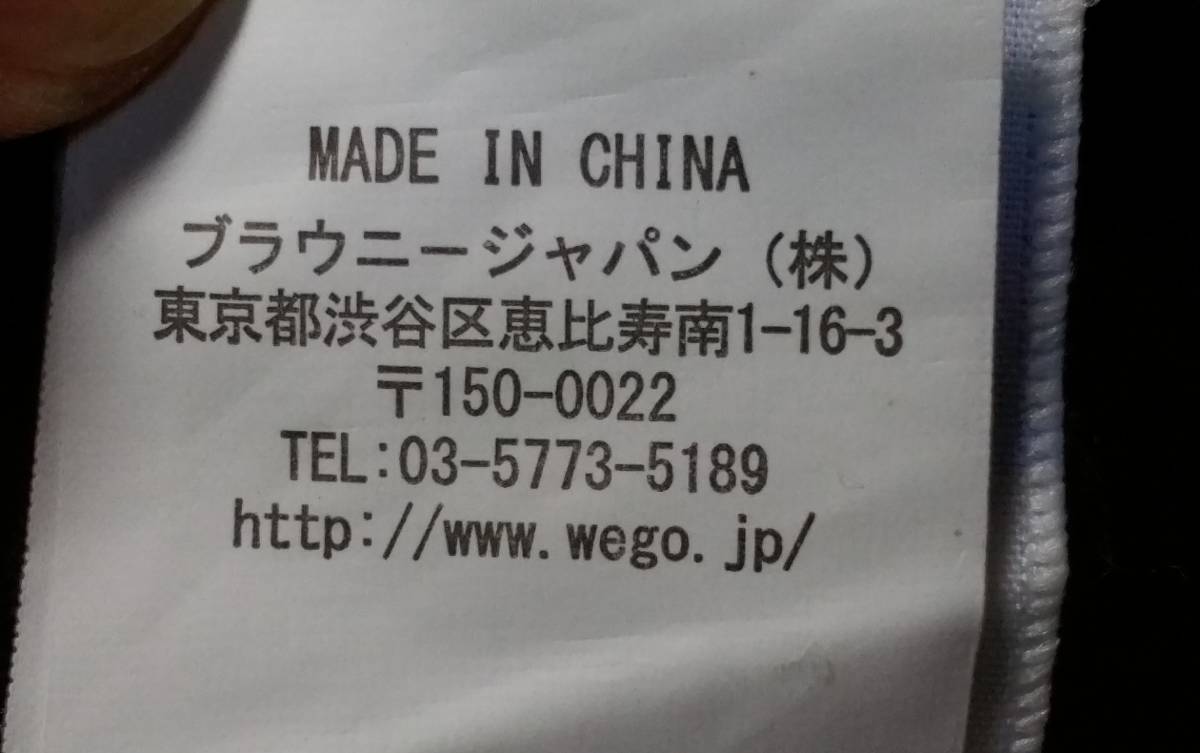 MADE IN CHINA
ブラウニージャパン（株）
東京都渋谷区恵比寿南1-16-3
〒150-0022
TEL:03-5773-5189
http://www.wego.jp/